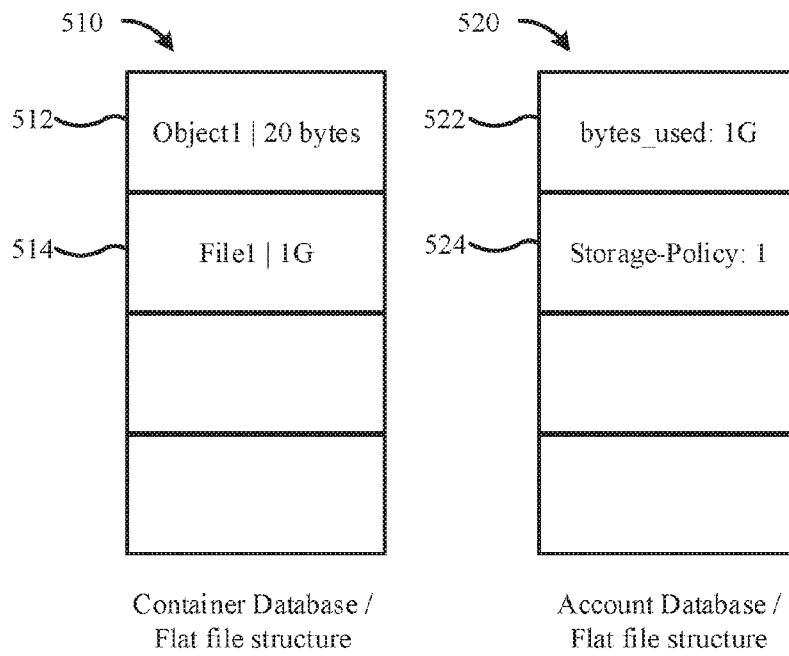 510
520
512
Object1 | 20 bytes
522
bytes_used: 1G
514
File1 | 1G
524
Storage-Policy: 1
Container Database /
Flat file structure
Account Database /
Flat file structure